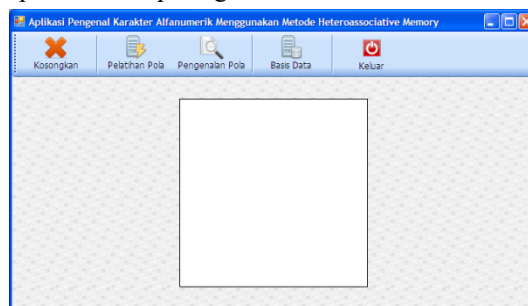 Aplikasi Pengenal Karakter Alfanumerik Menggunakan Metode Heteroassociative Memory
Kosongkan Pelatihan Pola Pengenalan Pola Basis Data Keluar